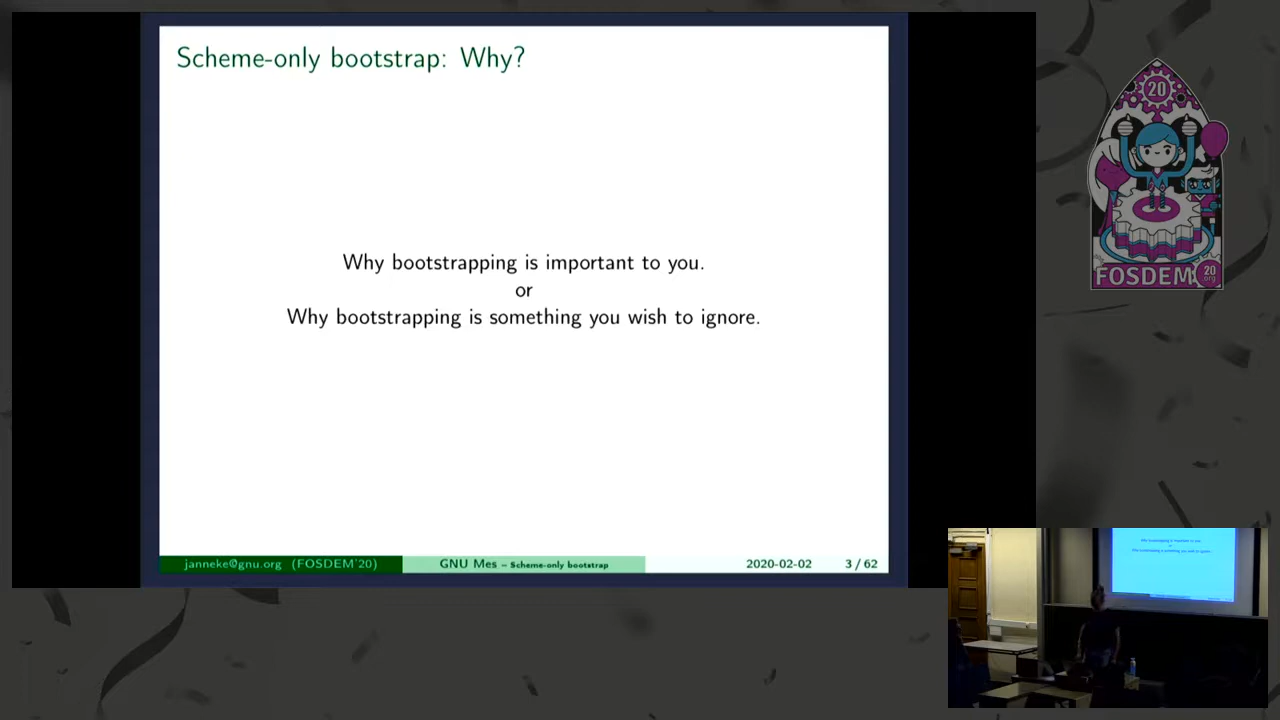 Scheme-only bootstrap: Why?
Why bootstrapping is important to you.
or
Why bootstrapping is something you wish to ignore.
janneke@gnu.org (FOSDEM'20)
GNU Mes – Scheme-only bootstrap
2020-02-02
3 / 62
20
FOSDEM
20
.org